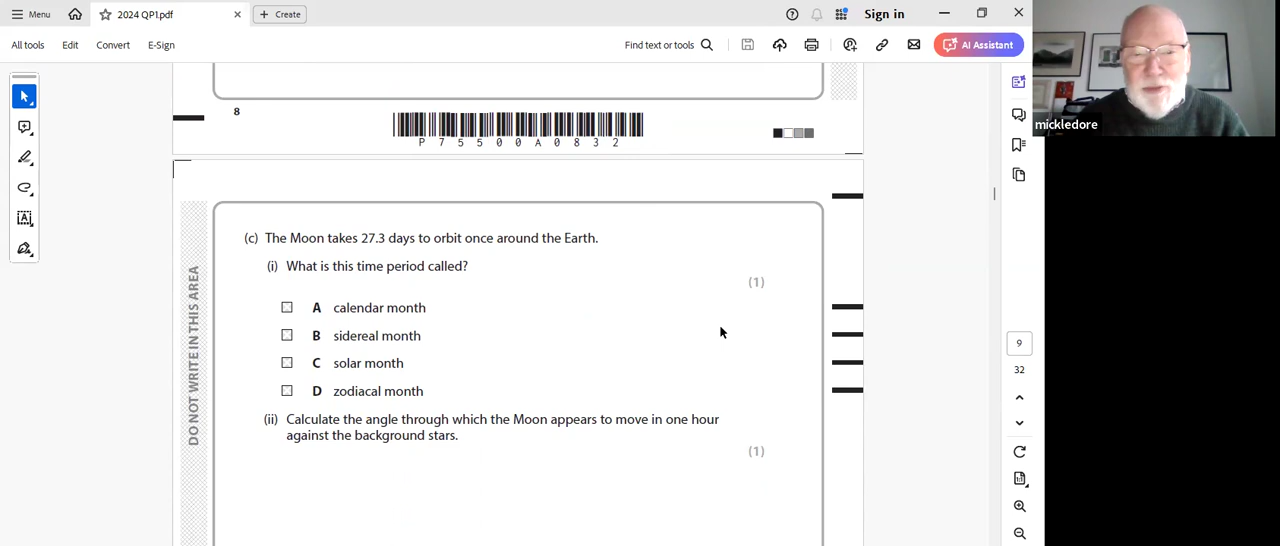 Menu
2024 QP1.pdf
Create
Sign in
All tools Edit Convert E-Sign
Find text or tools
AI Assistant
mickledore
8
P 7 5 5 0 0 A 0 8 3 2
DO NOT WRITE IN THIS AREA
(c) The Moon takes 27.3 days to orbit once around the Earth.
(i) What is this time period called?
(1)
A calendar month
B sidereal month
C solar month
D zodiacal month
(ii) Calculate the angle through which the Moon appears to move in one hour
against the background stars.
(1)
9
32